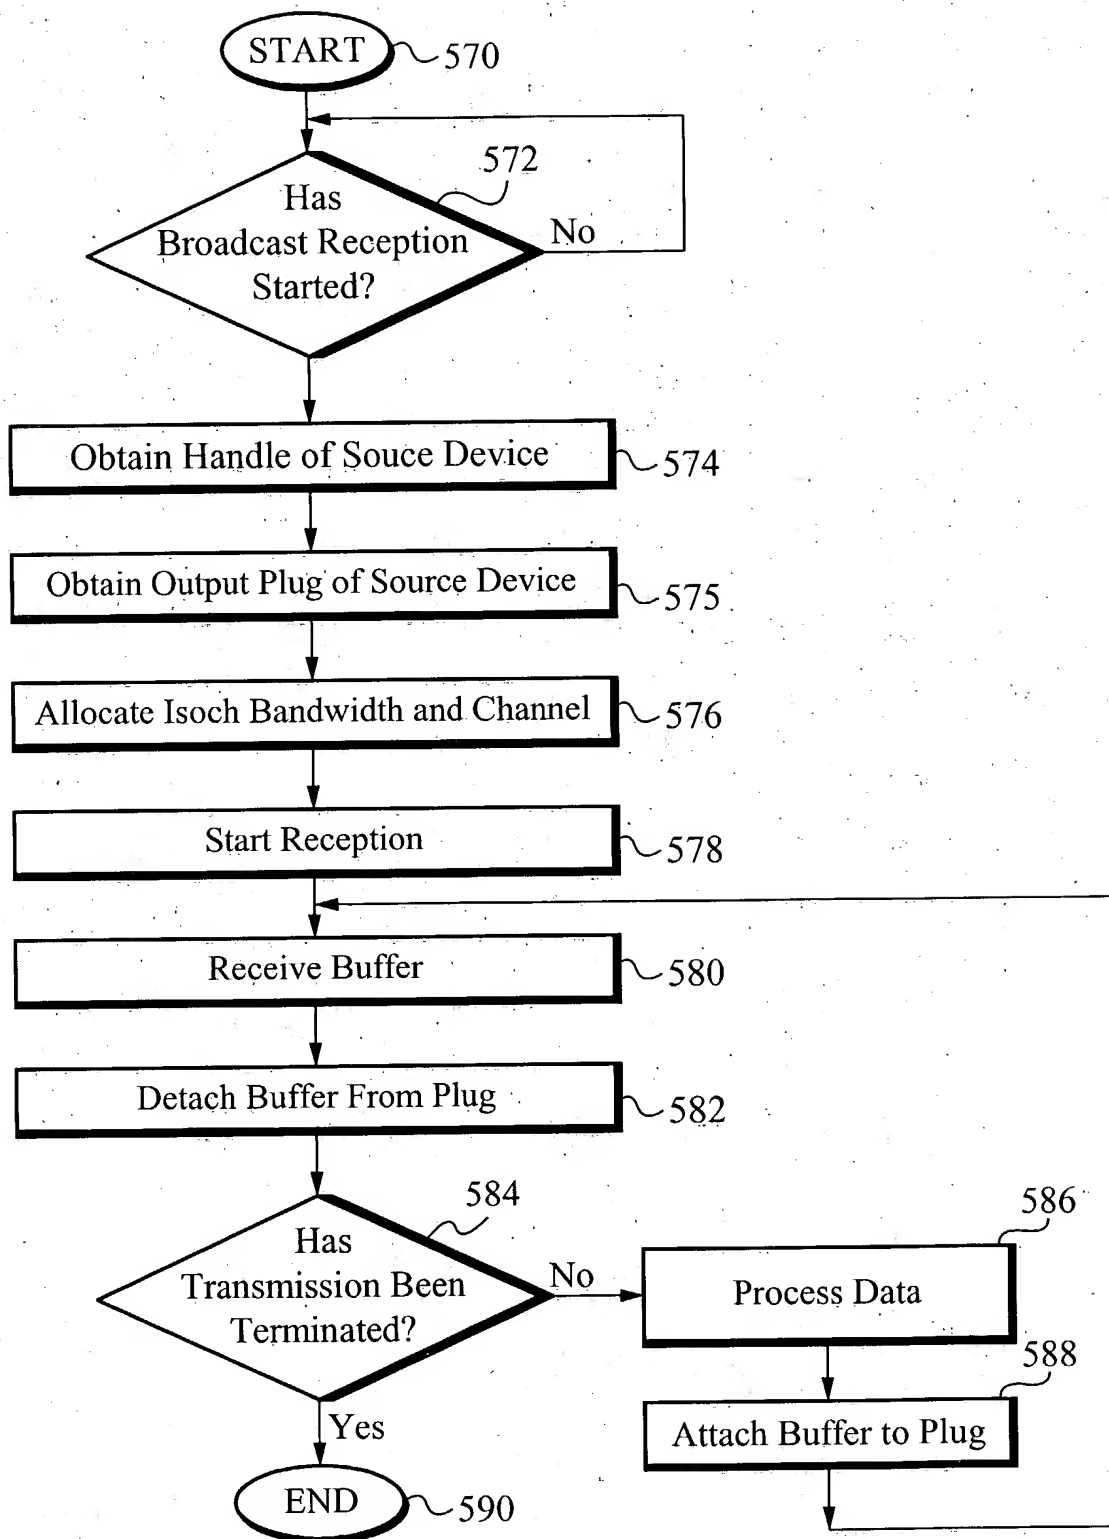 START
570
572
Has
Broadcast Reception
Started?
No
Obtain Handle of Souce Device
574
Obtain Output Plug of Source Device
575
Allocate Isoch Bandwidth and Channel
576
Start Reception
578
Receive Buffer
580
Detach Buffer From Plug
582
584
Has
Transmission Been
Terminated?
No
586
Process Data
588
Attach Buffer to Plug
Yes
END
590